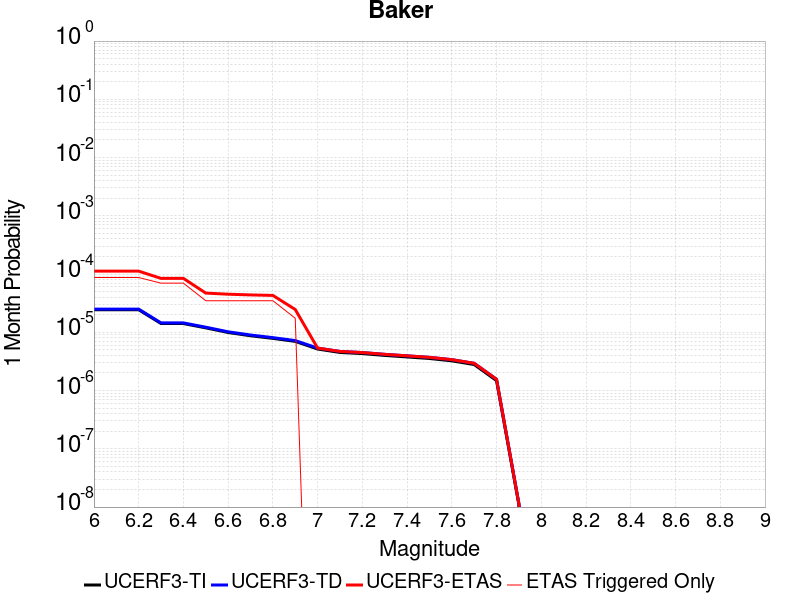 Baker
10^0
10^-1
10^-2
10^-3
10^-4
10^-5
10^-6
10^-7
10^-8
1 Month Probability
6 6.2 6.4 6.6 6.8 7 7.2 7.4 7.6 7.8 8 8.2 8.4 8.6 8.8 9
Magnitude
UCERF3-TI UCERF3-TD UCERF3-ETAS ETAS Triggered Only